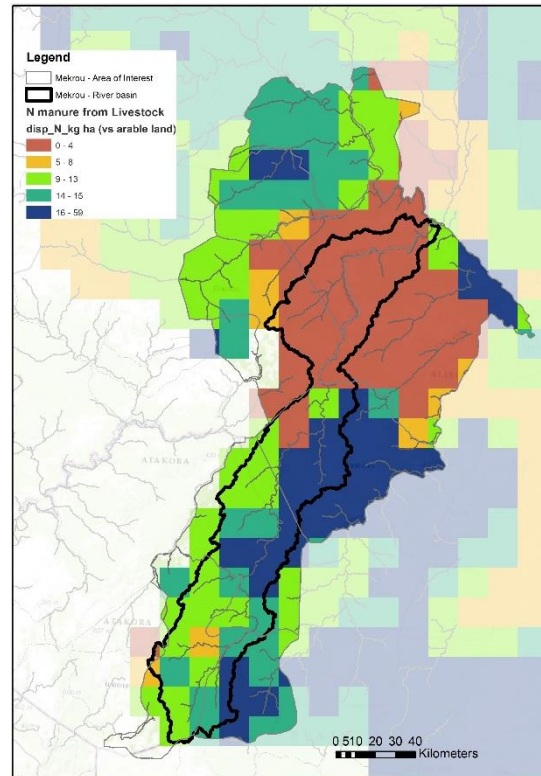 Legend
Mekrou - Area of Interest
Mekrou - River basin
N manure from Livestock
disp_N_kg ha (vs arable land)
0 - 4
5 - 8
9 - 13
14 - 15
16 - 59
ATAKORA
ATAKORA
0 5 10 20 30 40
Kilometers